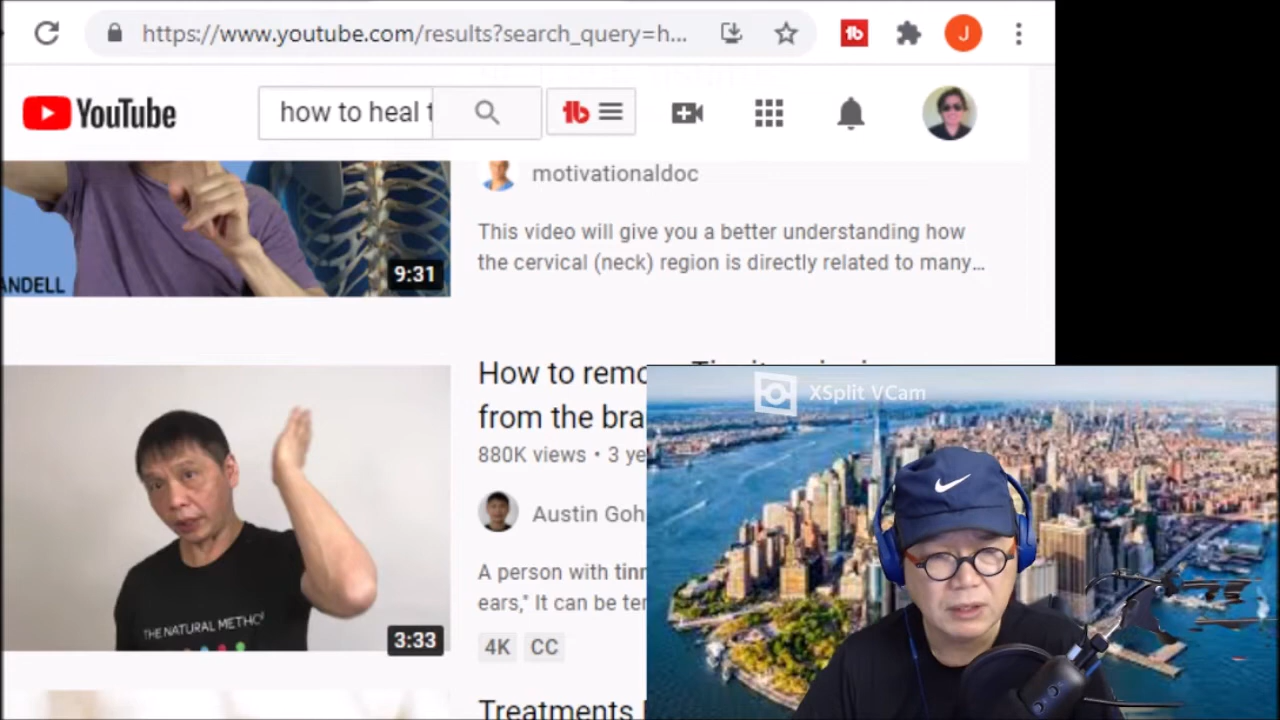 https://www.youtube.com/results?search_query=h...
J
YouTube
how to heal t
motivationaldoc
This video will give you a better understanding how
the cervical (neck) region is directly related to many...
9:31
ANDELL
How to remo
from the bra
880K views • 3 ye
Austin Goh
A person with tinn
ears," It can be ter
4K CC
THE NATURAL METHO
3:33
Treatments
XSplit VCam